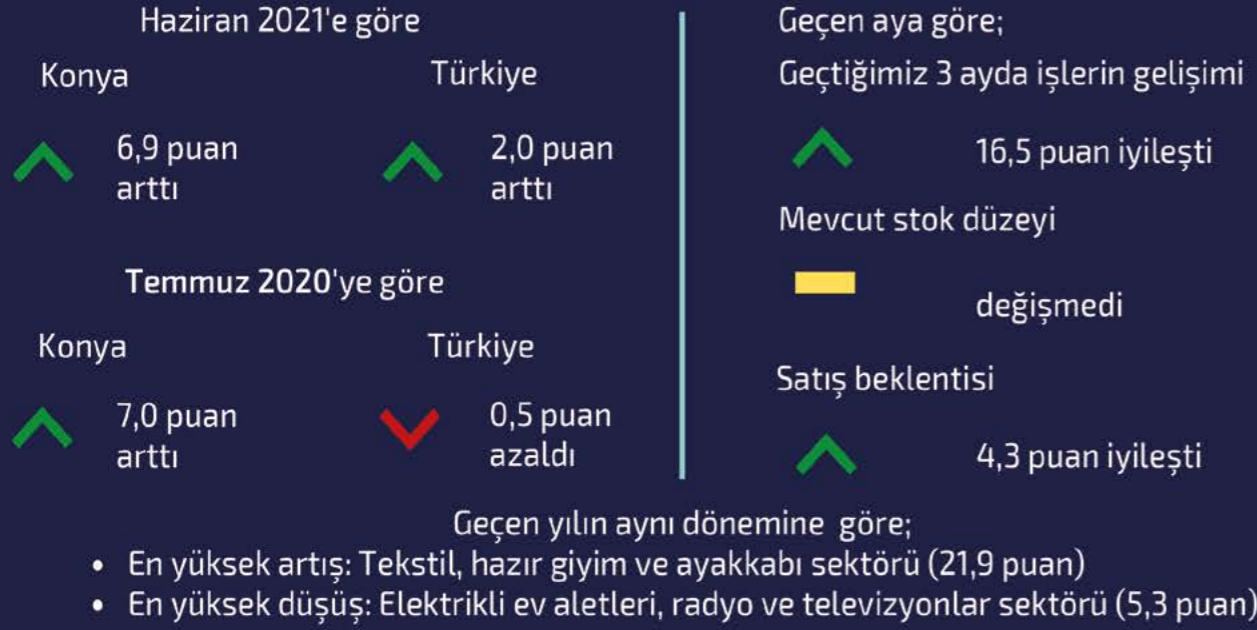 Haziran 2021'e göre
Konya
Türkiye
6,9 puan
arttı
2,0 puan
arttı
Temmuz 2020'ye göre
Konya
Türkiye
7,0 puan
arttı
0,5 puan
azaldı
Geçen aya göre;
Geçtiğimiz 3 ayda işlerin gelişimi
16,5 puan iyileşti
Mevcut stok düzeyi
değişmedi
Satış beklentisi
4,3 puan iyileşti
Geçen yılın aynı dönemine göre;
• En yüksek artış: Tekstil, hazır giyim ve ayakkabı sektörü (21,9 puan)
• En yüksek düşüş: Elektrikli ev aletleri, radyo ve televizyonlar sektörü (5,3 puan)